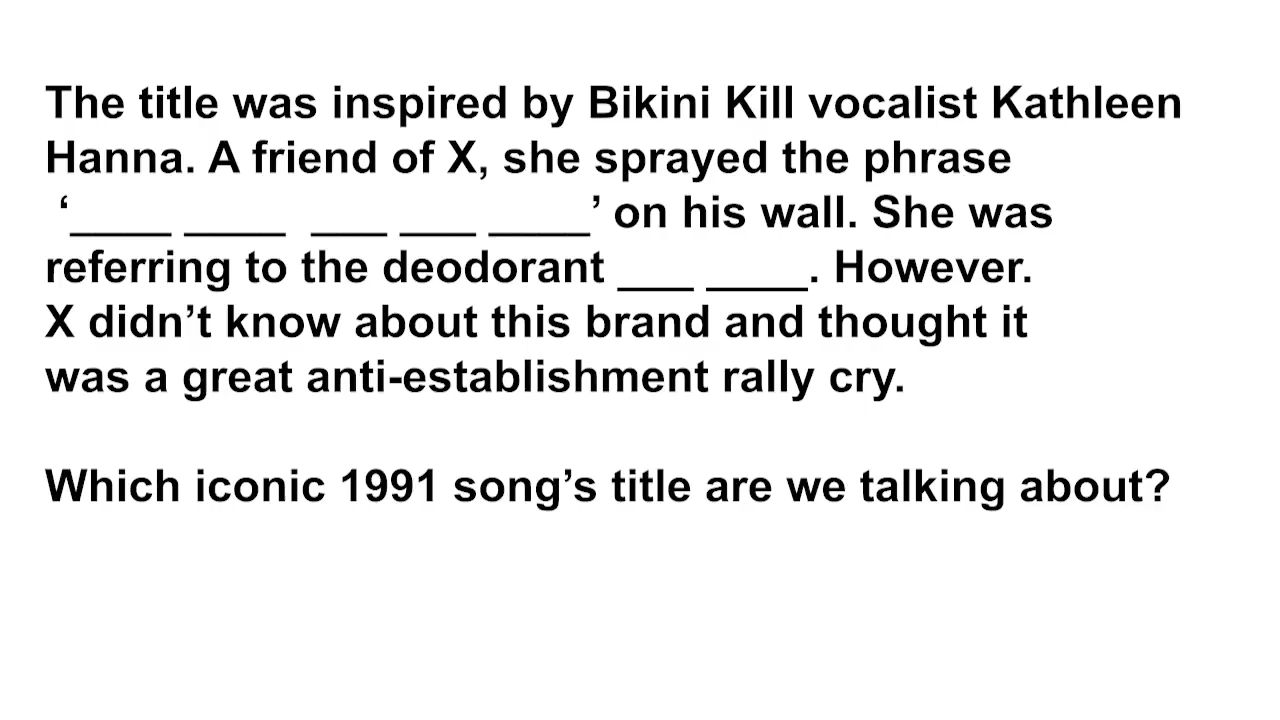 The title was inspired by Bikini Kill vocalist Kathleen
Hanna. A friend of X, she sprayed the phrase
‘____ ____ ___ ___ ____’ on his wall. She was
referring to the deodorant ___ ____. However.
X didn’t know about this brand and thought it
was a great anti-establishment rally cry.
Which iconic 1991 song’s title are we talking about?